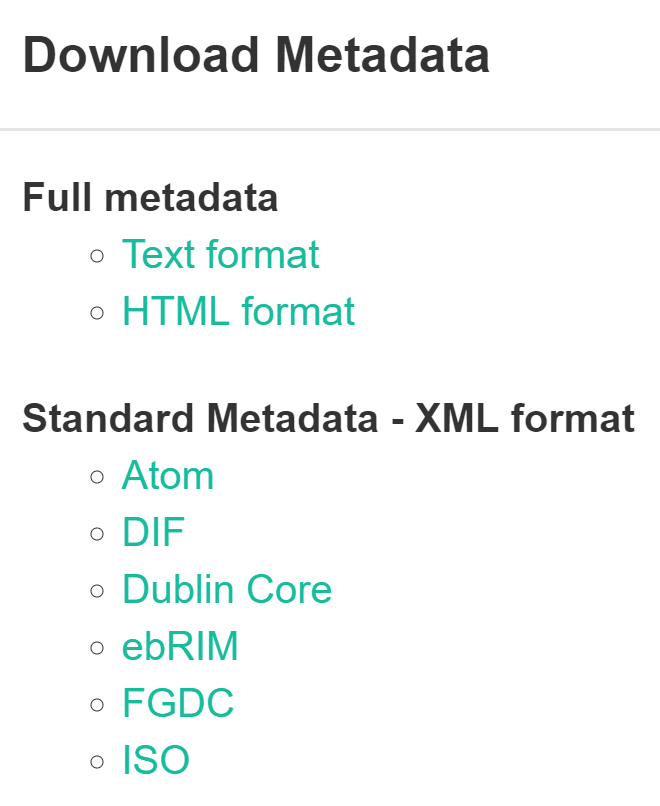 Download Metadata
Full metadata
Text format
HTML format
Standard Metadata - XML format
Atom
DIF
Dublin Core
ebRIM
FGDC
ISO